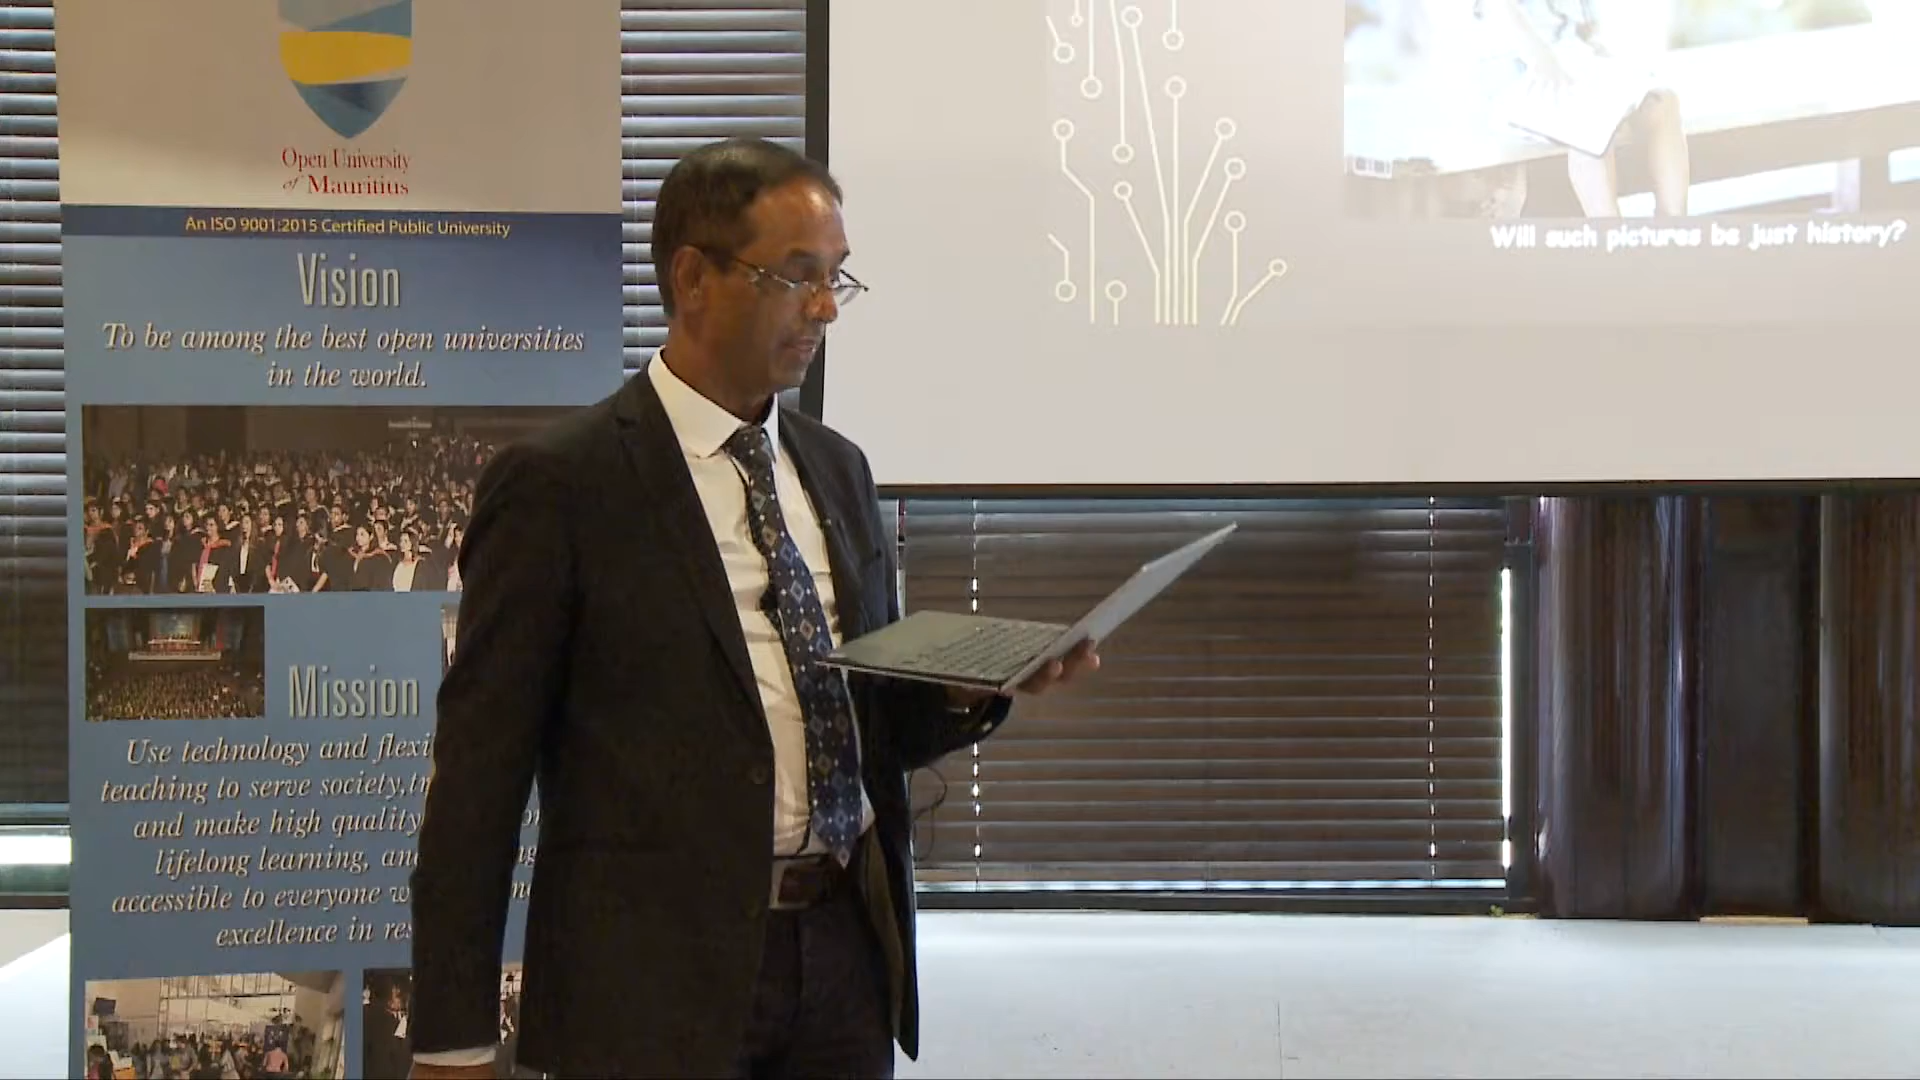 Open University
of Mauritius
An ISO 9001:2015 Certified Public University
Vision
To be among the best open universities
in the world.
Mission
Use technology and flexi
teaching to serve society,tr
and make high quality
lifelong learning, an
accessible to everyone w
excellence in res
Will such pictures be just history?